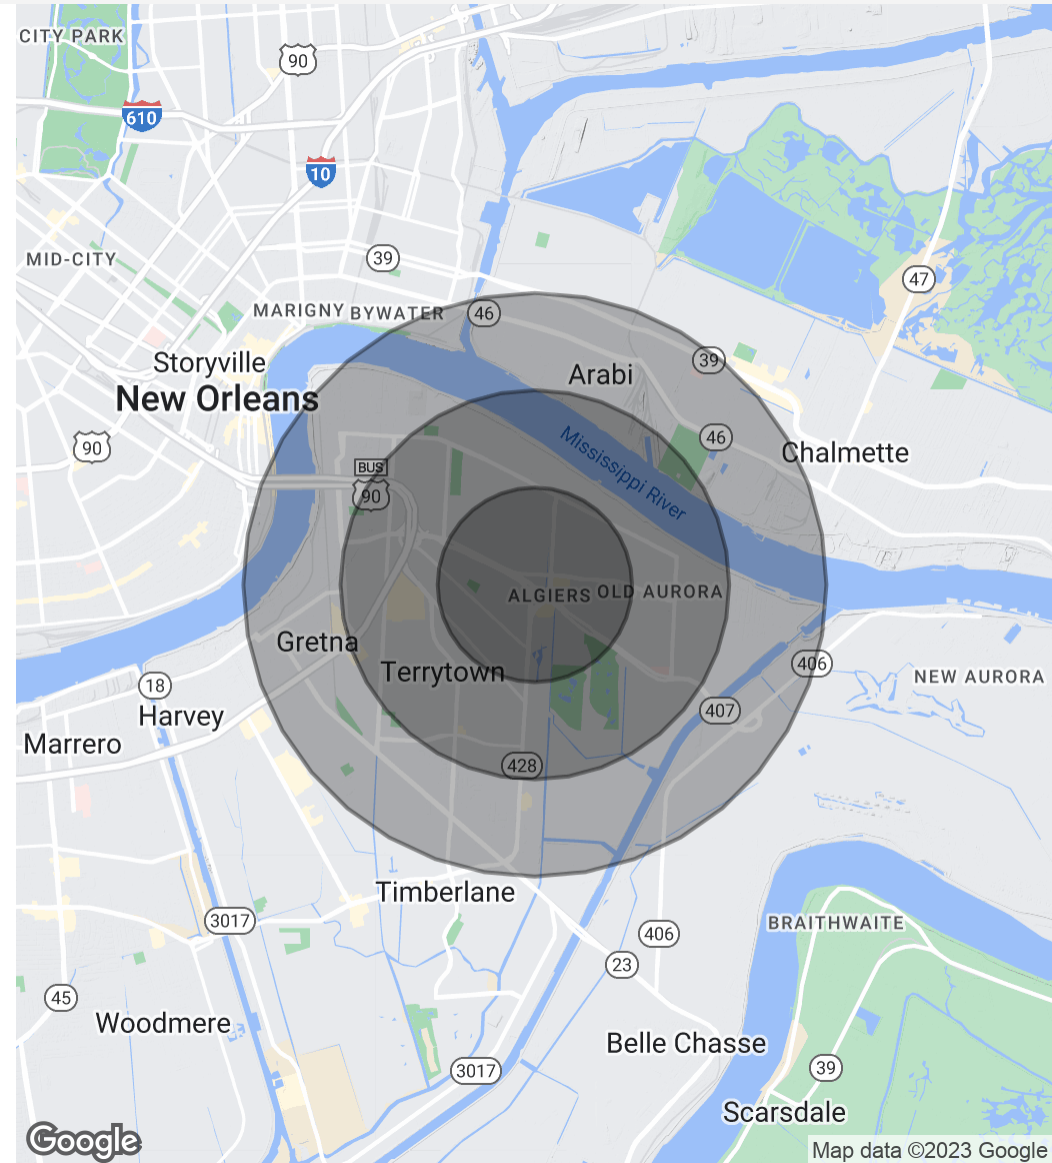 CITY PARK
90
610
10
MID-CITY
39
47
MARIGNY
BYWATER
46
Storyville
Arabi
39
New Orleans
90
46
Chalmette
Mississippi River
BUS
90
ALGIERS
OLD AURORA
Gretna
Terrytown
406
NEW AURORA
18
Harvey
407
Marrero
428
Timberlane
3017
406
BRAITHWAITE
23
45
Woodmere
Belle Chasse
3017
39
Scarsdale
Google
Map data ©2023 Google